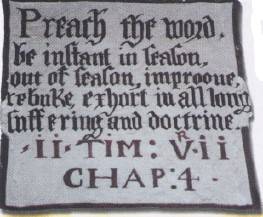 Preach the word,
be instant in season,
out of season, improoue,
rebuke, exhort in all long
suffering and doctrine.
·II·TIM: V.R ii
CHAP:4·